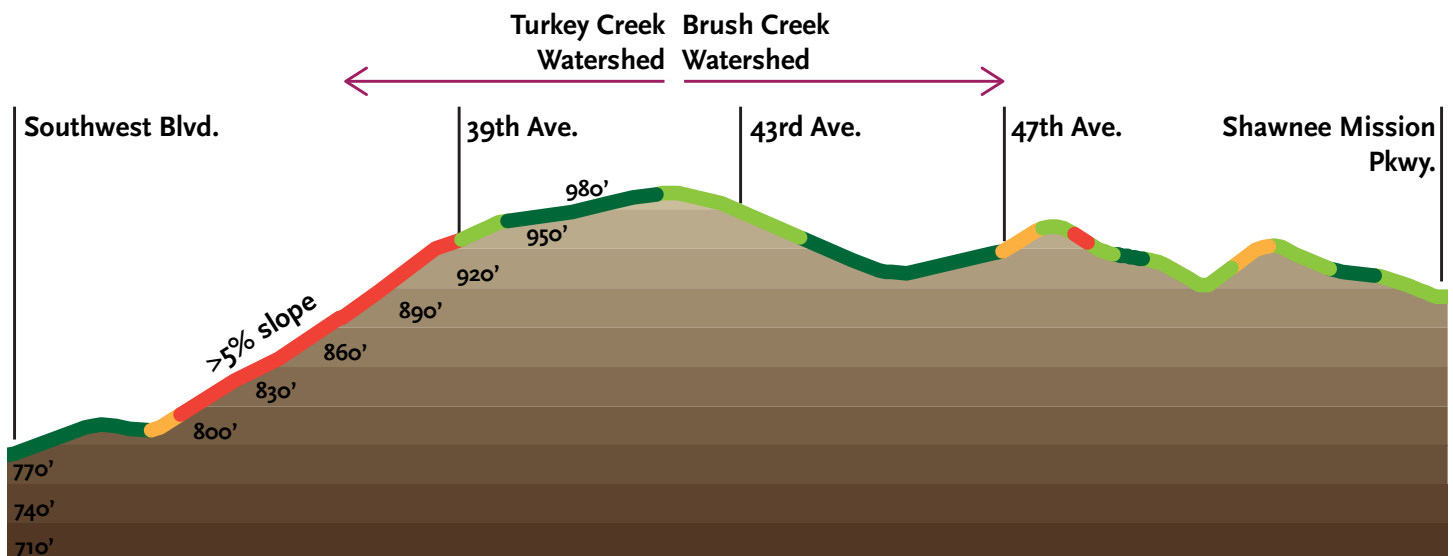 Turkey Creek
Watershed
Brush Creek
Watershed
Southwest Blvd.
39th Ave.
43rd Ave.
47th Ave.
Shawnee Mission
Pkwy.
980’
950’
920’
890’
>5% slope
860’
830’
800’
770’
740’
710’